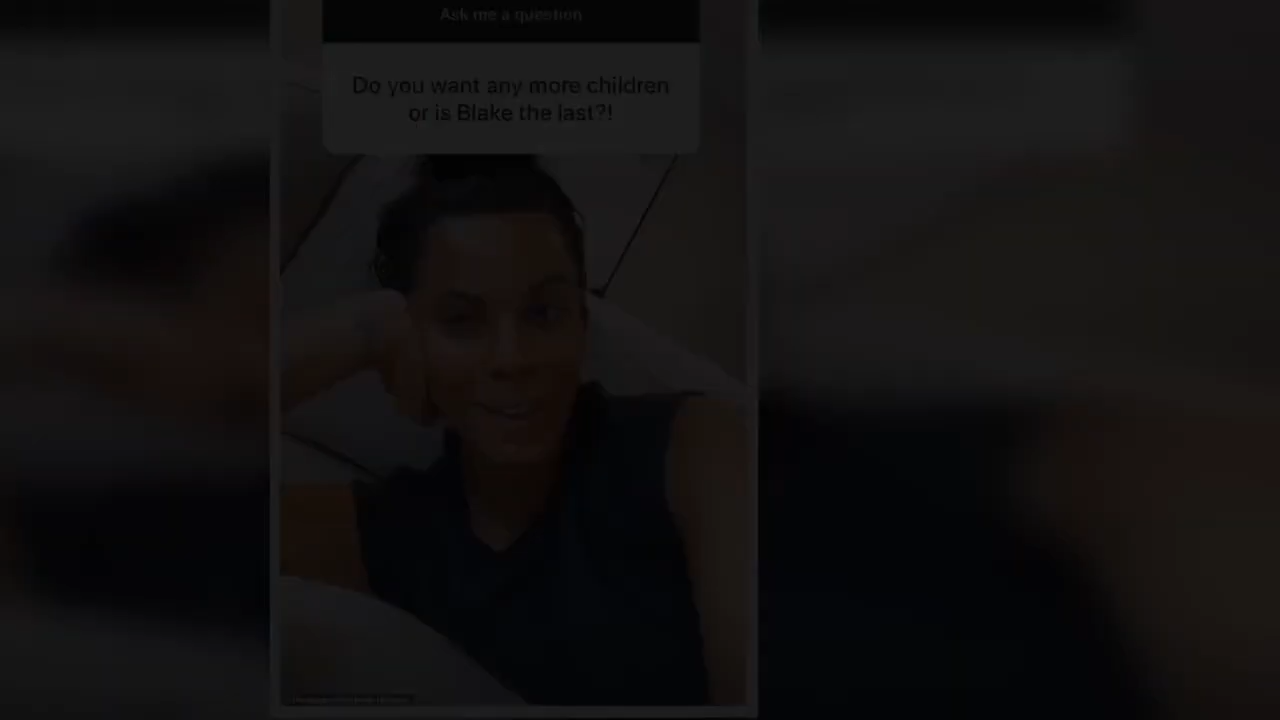 Ask me a question
Do you want any more children
or is Blake the last?!